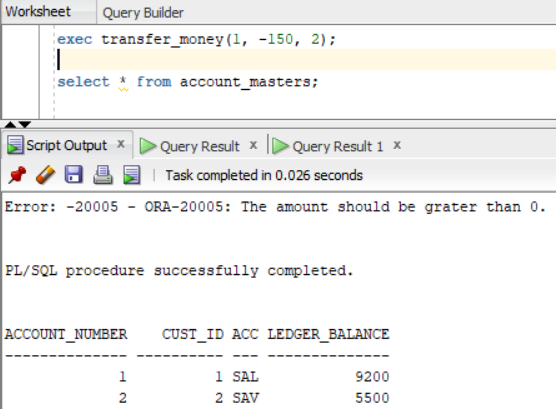 Worksheet Query Builder
exec transfer_money(1, -150, 2);
select * from account_masters;
Script Output x Query Result x Query Result 1 x
Task completed in 0.026 seconds
Error: -20005 - ORA-20005: The amount should be grater than 0.
PL/SQL procedure successfully completed.
ACCOUNT_NUMBER CUST_ID ACC LEDGER_BALANCE
-------------- ---------- --- --------------
1 1 SAL 9200
2 2 SAV 5500